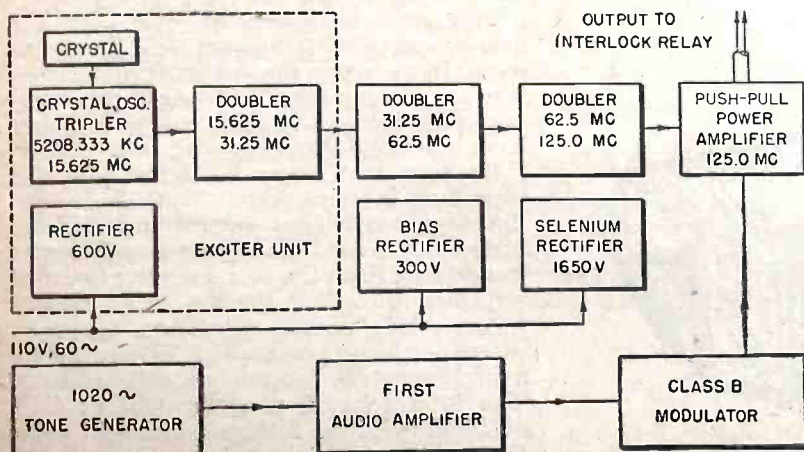 OUTPUT TO
INTERLOCK RELAY
CRYSTAL
CRYSTAL, OSC.
TRIPLER
5208.333 KC
15.625 MC
DOUBLER
15.625 MC
31.25 MC
DOUBLER
31.25 MC
62.5 MC
DOUBLER
62.5 MC
125.0 MC
PUSH-PULL
POWER
AMPLIFIER
125.0 MC
RECTIFIER
600V
EXCITER UNIT
BIAS
RECTIFIER
300V
SELENIUM
RECTIFIER
1650V
110V, 60~
1020~
TONE GENERATOR
FIRST
AUDIO AMPLIFIER
CLASS B
MODULATOR